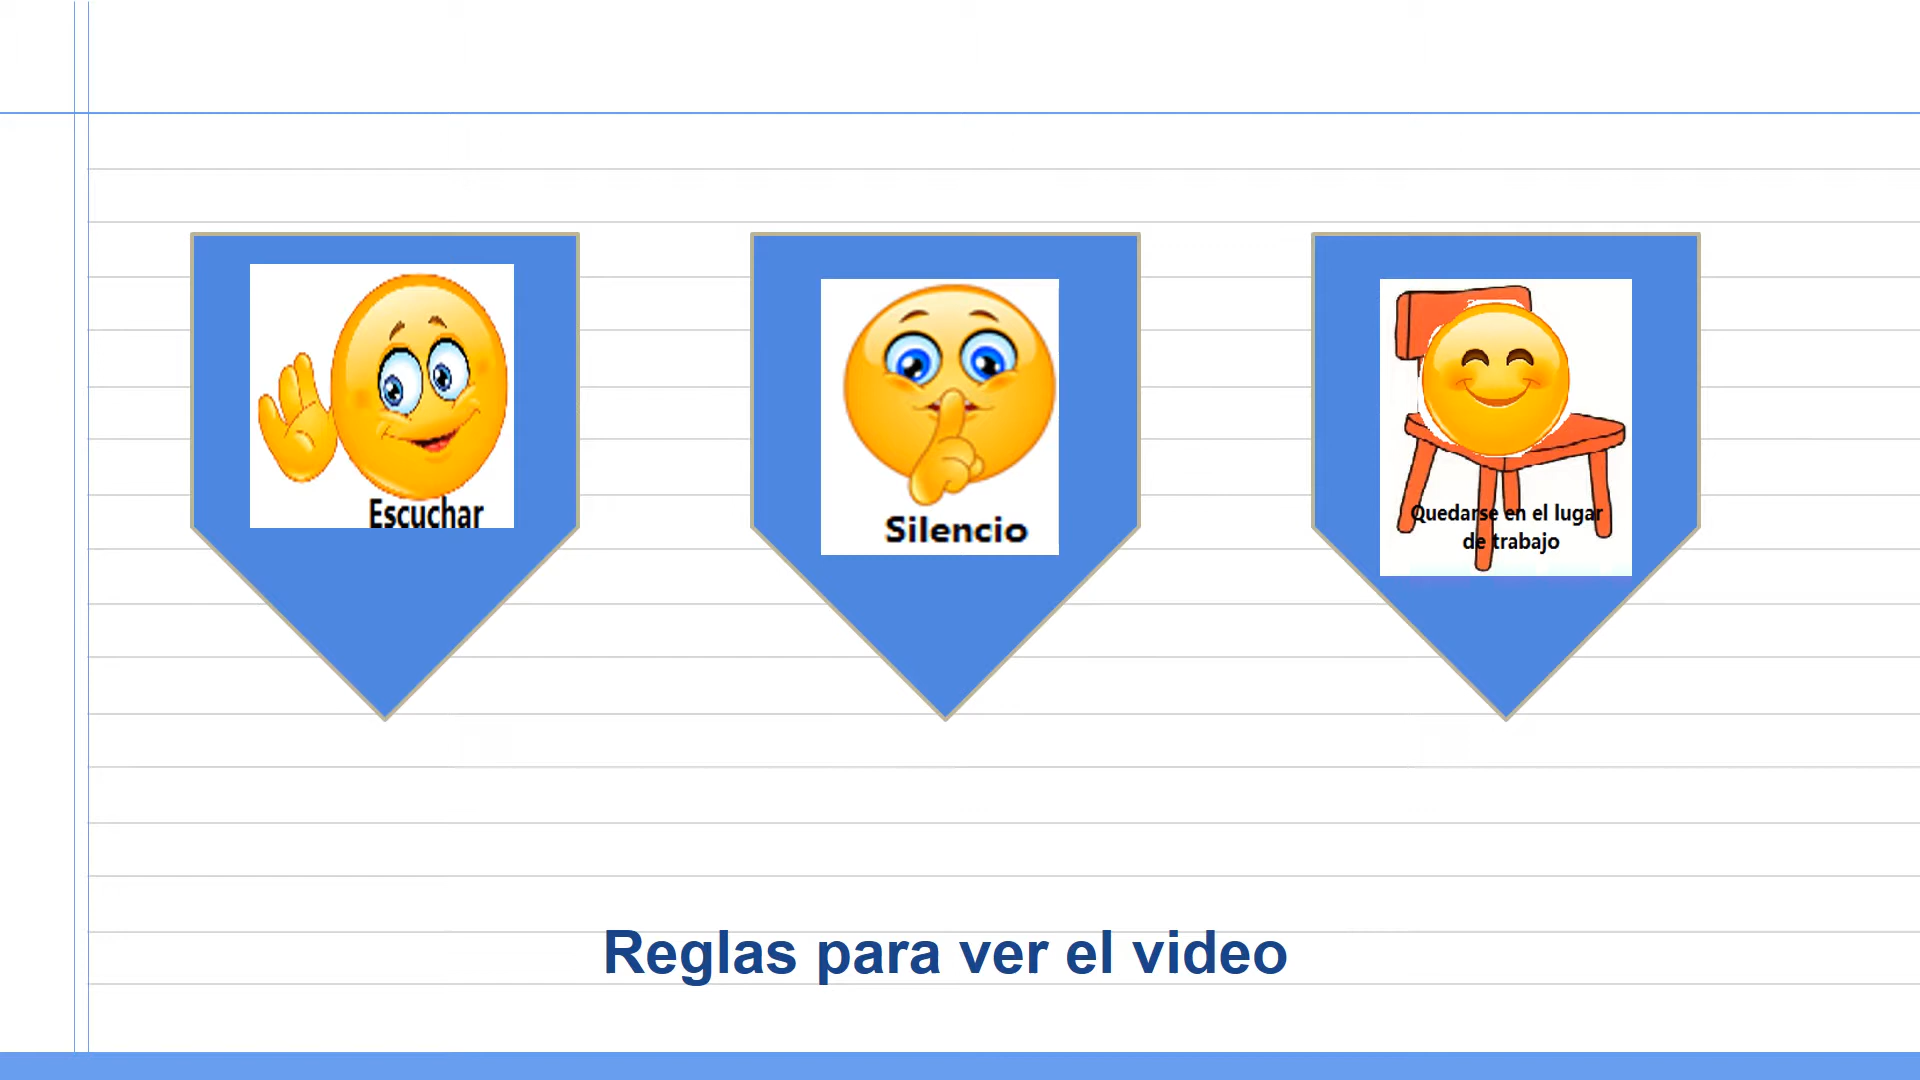 Escuchar
Silencio
Quedarse en el lugar
de trabajo
Reglas para ver el video